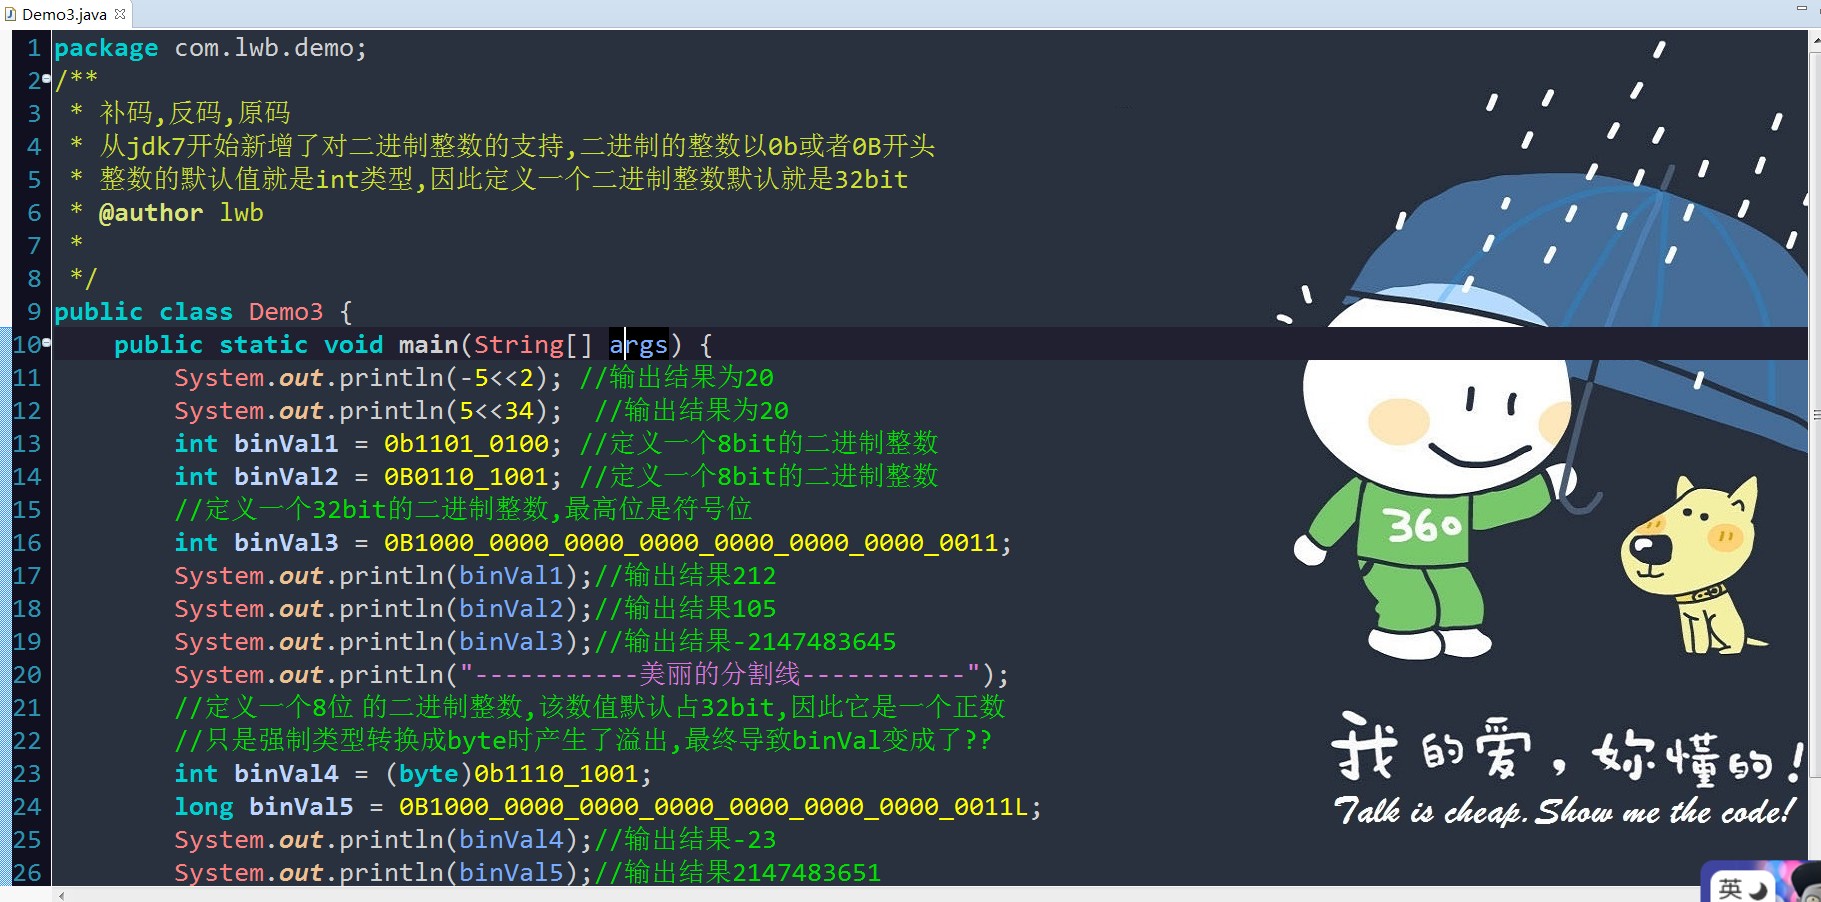 Demo3.java
1 package com.lwb.demo;
2 /**
3  * 补码,反码,原码
4  * 从jdk7开始新增了对二进制整数的支持,二进制的整数以0b或者0B开头
5  * 整数的默认值就是int类型,因此定义一个二进制整数默认就是32bit
6  * @author lwb
7  *
8  */
9 public class Demo3 {
10     public static void main(String[] args) {
11         System.out.println(-5<<2); //输出结果为20
12         System.out.println(5<<34);  //输出结果为20
13         int binVal1 = 0b1101_0100; //定义一个8bit的二进制整数
14         int binVal2 = 0B0110_1001; //定义一个8bit的二进制整数
15         //定义一个32bit的二进制整数,最高位是符号位
16         int binVal3 = 0B1000_0000_0000_0000_0000_0000_0000_0011;
17         System.out.println(binVal1);//输出结果212
18         System.out.println(binVal2);//输出结果105
19         System.out.println(binVal3);//输出结果-2147483645
20         System.out.println("-----------美丽的分割线-----------");
21         //定义一个8位 的二进制整数,该数值默认占32bit,因此它是一个正数
22         //只是强制类型转换成byte时产生了溢出,最终导致binVal变成了??
23         int binVal4 = (byte)0b1110_1001;
24         long binVal5 = 0B1000_0000_0000_0000_0000_0000_0000_0011L;
25         System.out.println(binVal4);//输出结果-23
26         System.out.println(binVal5);//输出结果2147483651
360
我的爱，妳懂的！
Talk is cheap. Show me the code!
英